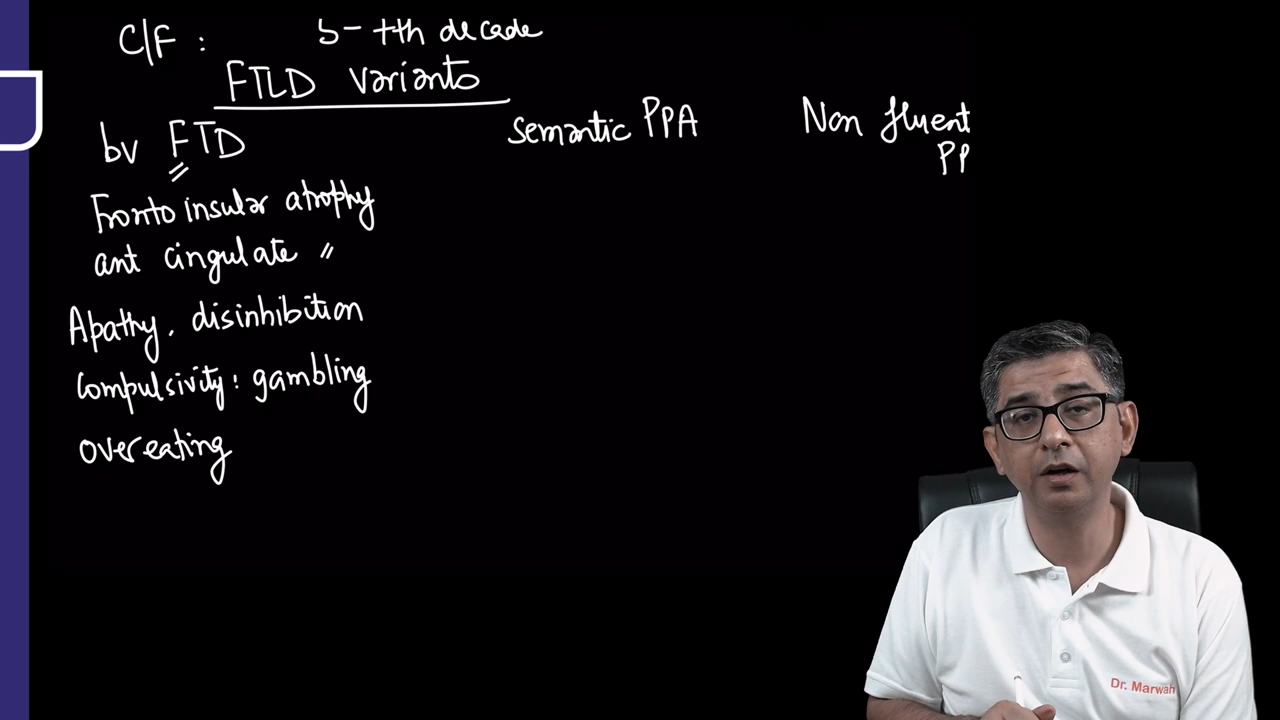 C/F : 5-7th decade
FTLD variants
bv FTD
Semantic PPA
Non fluent
PP
Fronto insular atrophy
ant cingulate "
Apathy, disinhibition
Compulsivity: gambling
overeating
Dr. Marwah